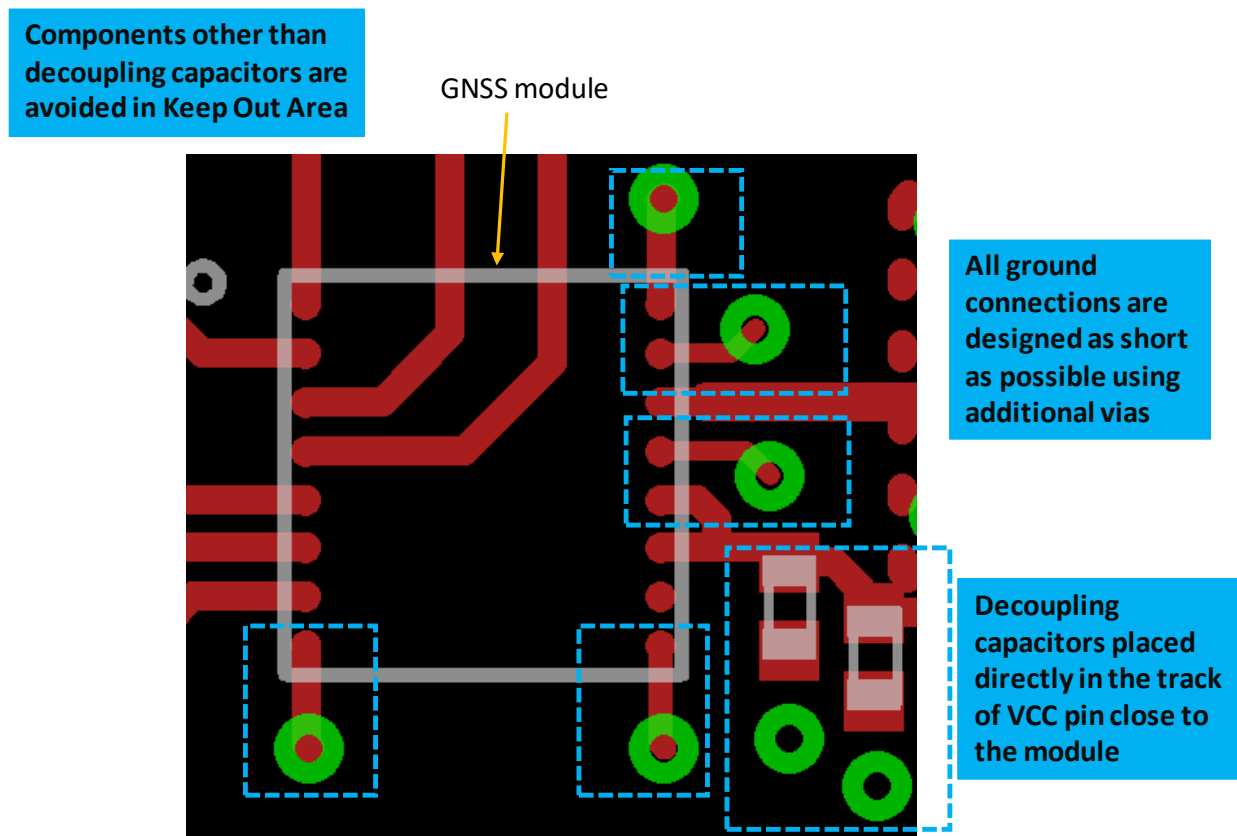 Components other than
decoupling capacitors are
avoided in Keep Out Area
GNSS module
All ground
connections are
designed as short
as possible using
additional vias
Decoupling
capacitors placed
directly in the track
of VCC pin close to
the module